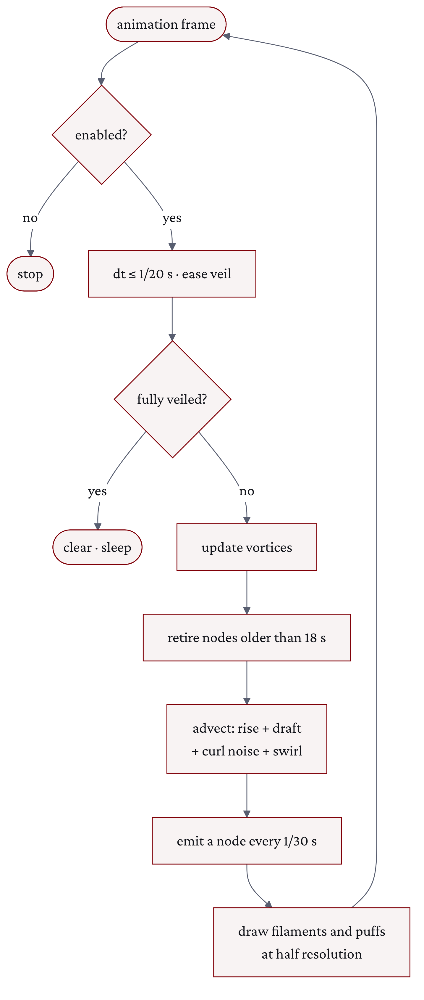 animation frame
enabled?
no
yes
stop
dt ≤ 1/20 s · ease veil
fully veiled?
yes
no
clear · sleep
update vortices
retire nodes older than 18 s
advect: rise + draft
+ curl noise + swirl
emit a node every 1/30 s
draw filaments and puffs
at half resolution